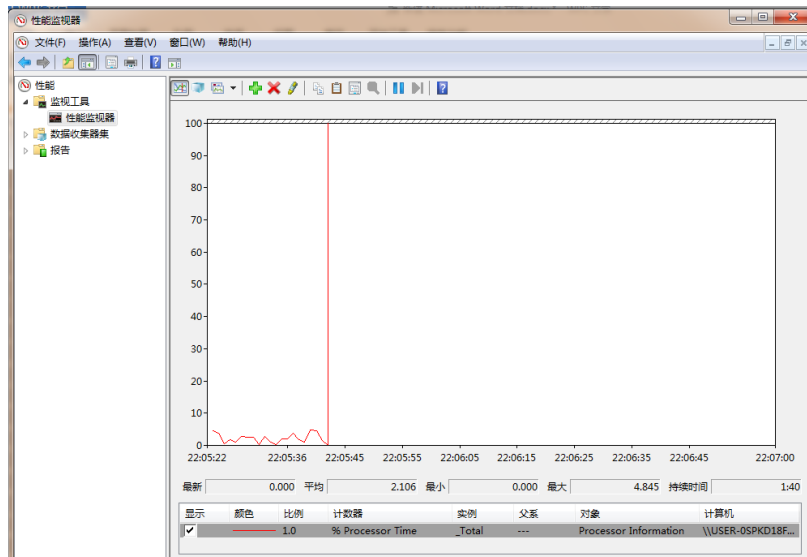 性能监视器
文件(F) 操作(A) 查看(V) 窗口(W) 帮助(H)
性能
监视工具
性能监视器
数据收集器集
报告
100
90
80
70
60
50
40
30
20
10
0
22:05:22 22:05:36 22:05:45 22:05:55 22:06:05 22:06:15 22:06:25 22:06:35 22:06:45 22:07:00
最新 0.000 平均 2.106 最小 0.000 最大 4.845 持续时间 1:40
显示 颜色 比例 计数器 实例 父系 对象 计算机
1.0 % Processor Time _Total --- Processor Information \\USER-0SPKD18F...